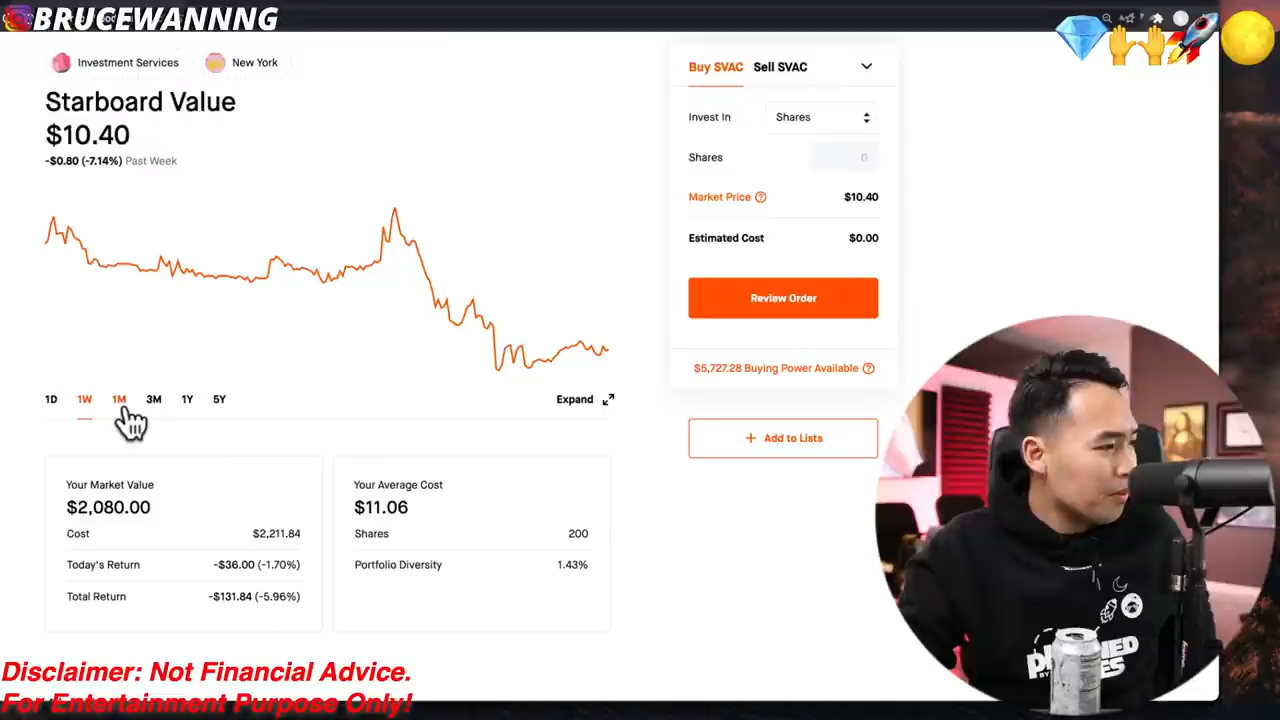 BRUCEWANNNG
Investment Services
New York
Starboard Value
$10.40
-$0.80 (-7.14%) Past Week
1D 1W 1M 3M 1Y 5Y
Expand
Your Market Value
$2,080.00
Cost $2,211.84
Today's Return -$36.00 (-1.70%)
Total Return -$131.84 (-5.96%)
Your Average Cost
$11.06
Shares 200
Portfolio Diversity 1.43%
Buy SVAC Sell SVAC
Invest In Shares
Shares 0
Market Price $10.40
Estimated Cost $0.00
Review Order
$5,727.28 Buying Power Available
+ Add to Lists
Disclaimer: Not Financial Advice.
For Entertainment Purpose Only!